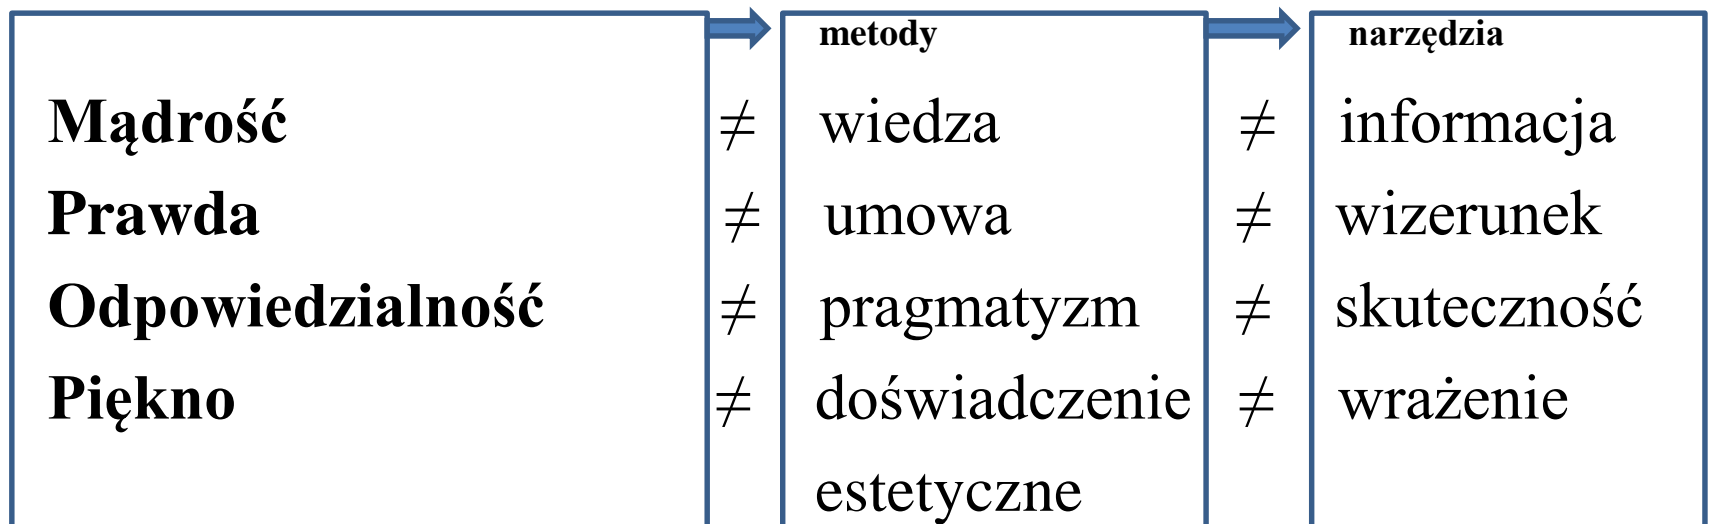 metody narzędzia
Mądrość ≠ wiedza ≠ informacja
Prawda ≠ umowa ≠ wizerunek
Odpowiedzialność ≠ pragmatyzm ≠ skuteczność
Piękno ≠ doświadczenie ≠ wrażenie
estetyczne